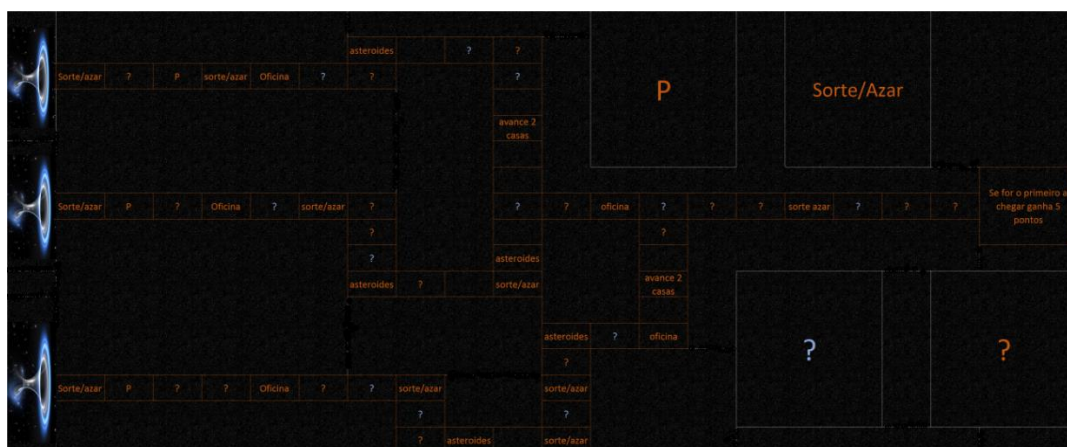 asteroides ? ?
Sorte/azar ? P sorte/azar Oficina ? ? ?
P
Sorte/Azar
avance 2
casas
Se for o primeiro a
chegar ganha 5
pontos
Sorte/azar P ? Oficina ? sorte/azar ? ? ? oficina ? ? ? sorte azar ? ? ?
? ?
? asteroides
asteroides ? sorte/azar
avance 2
casas
asteroides ? oficina
?
?
?
Sorte/azar P ? ? Oficina ? ? sorte/azar sorte/azar
? ?
? asteroides sorte/azar